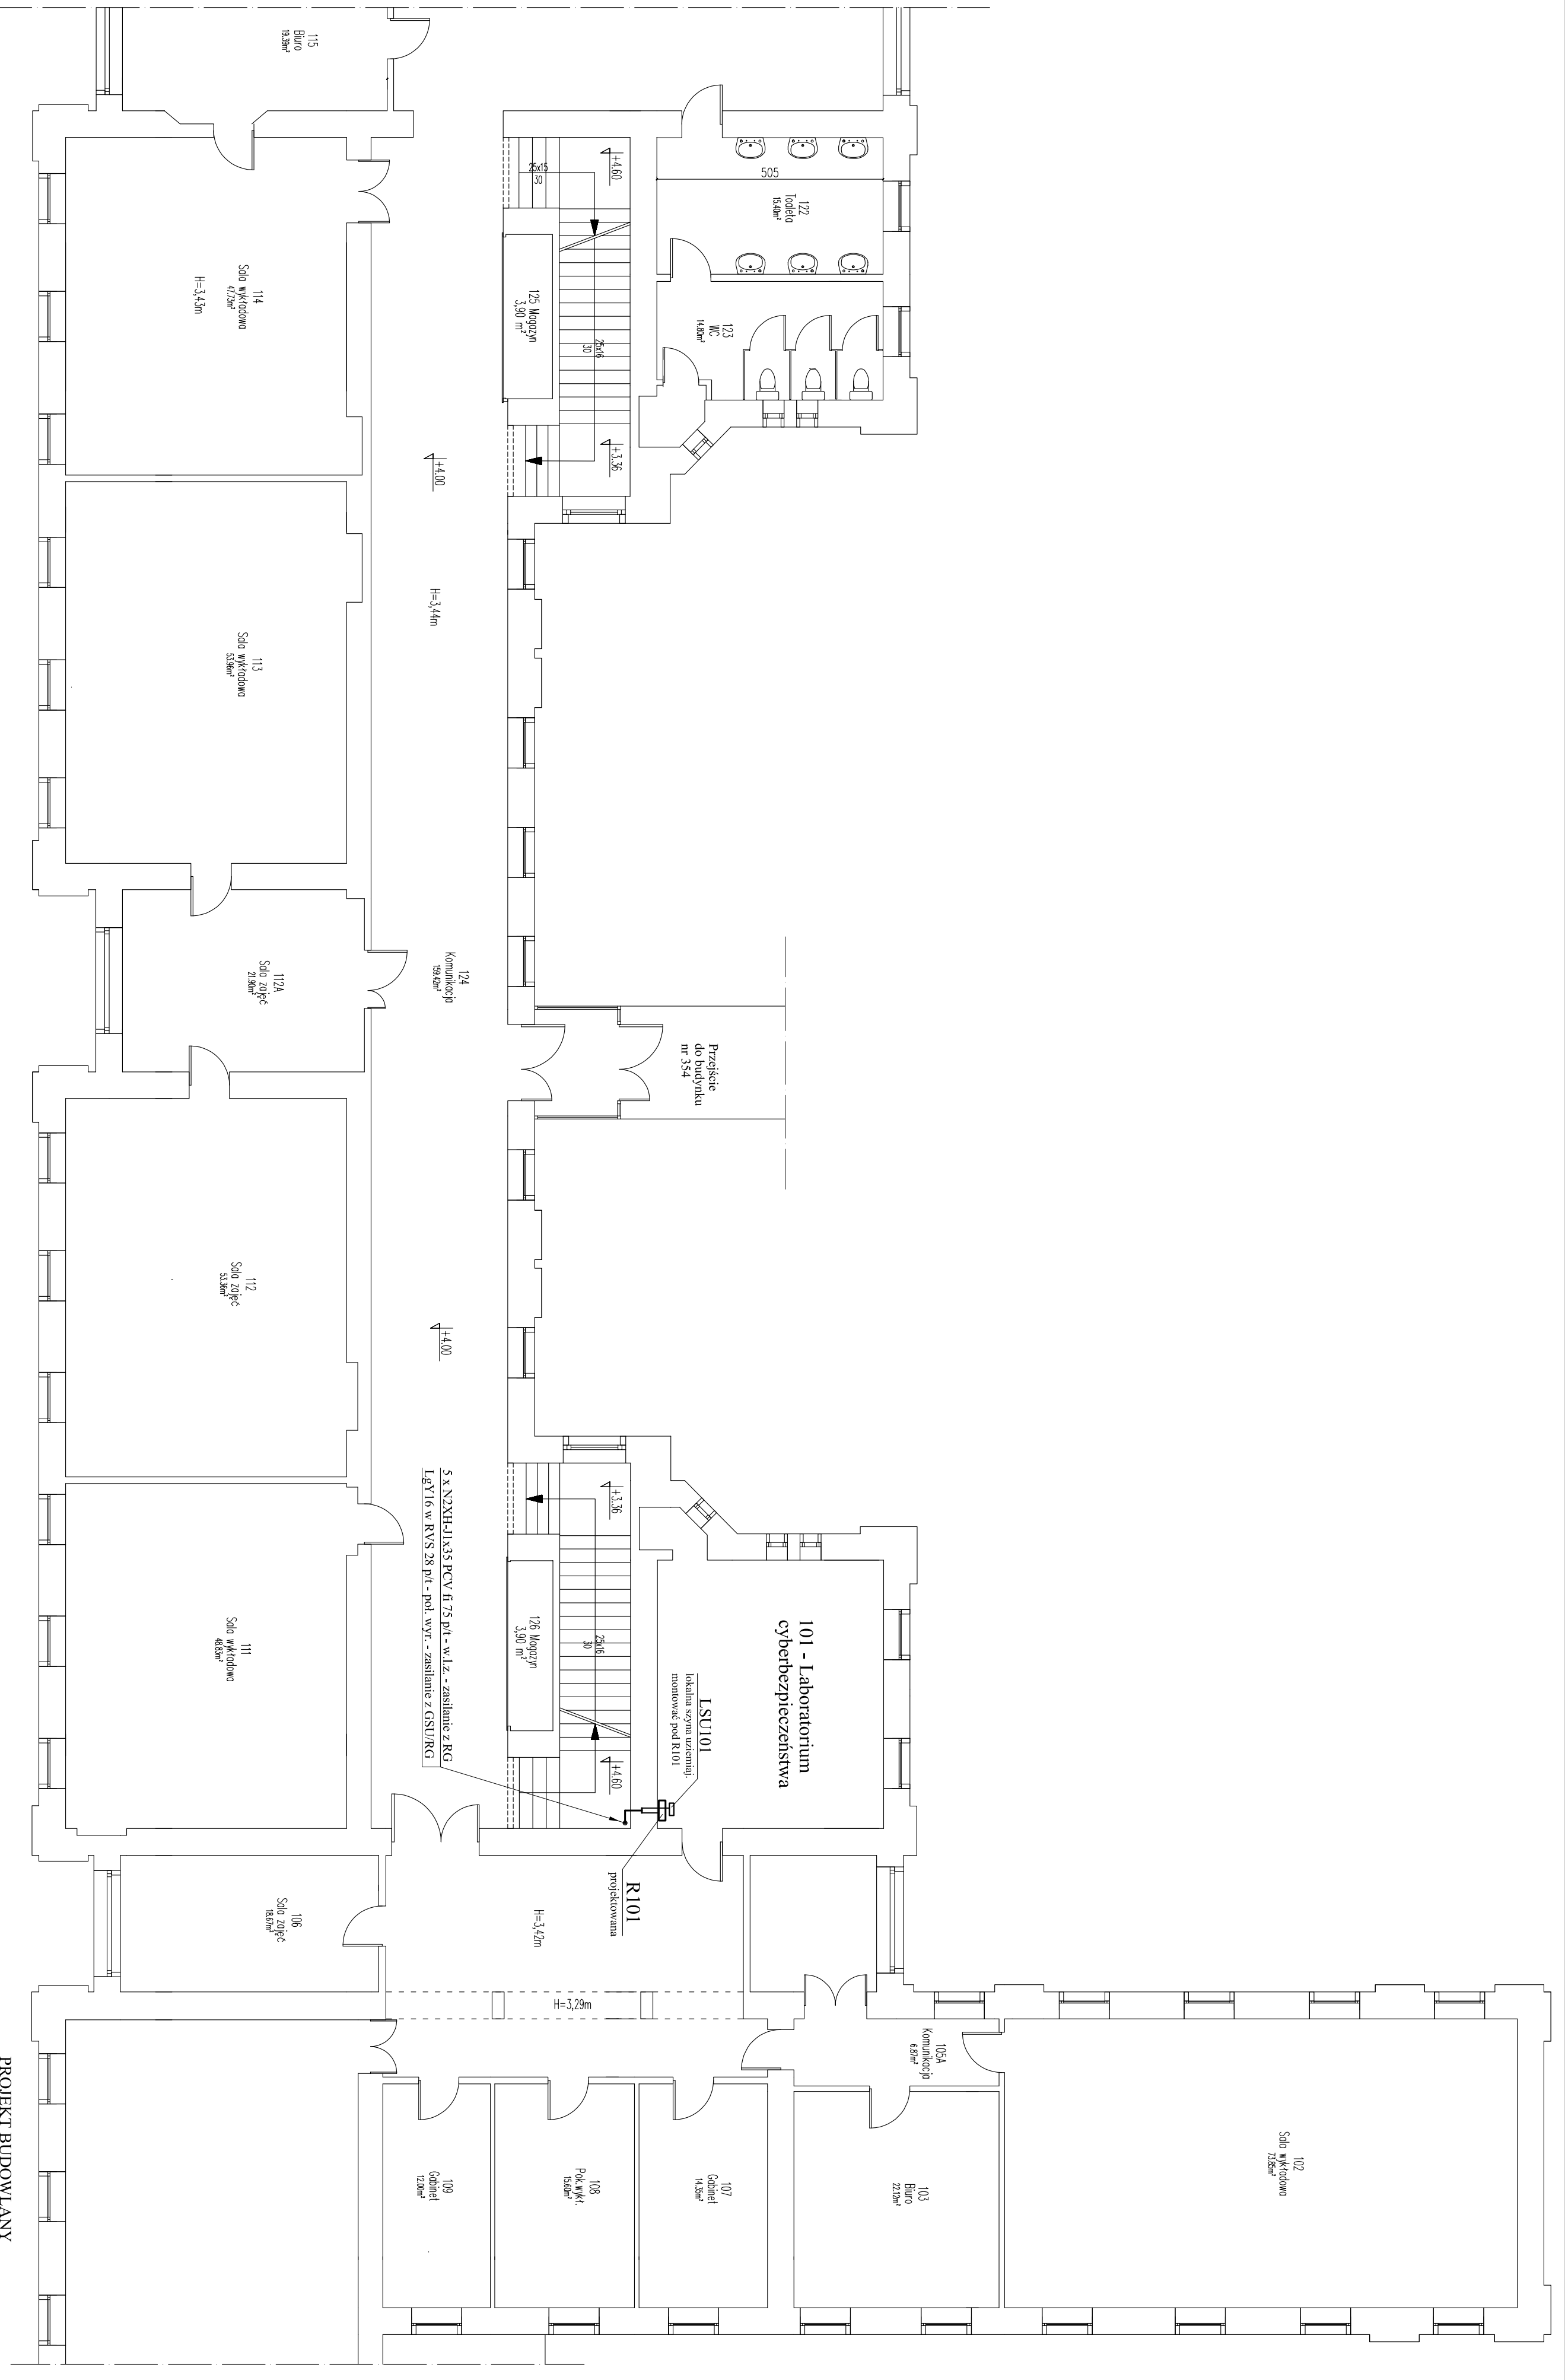 115
Biuro
19.39m²
+4.60
25x15
30
505
122
Toaleta
15.40m²
123
WC
14.80m²
125 Magazyn
3,90 m²
25x16
30
+3.36
114
Sala wykładowa
47.73m²
H=3,43m
+4.00
H=3,44m
113
Sala wykładowa
53.96m²
112A
Sala zajęć
21.90m²
124
Komunikacja
159.42m²
Przejście
do budynku
nr 354
112
Sala zajęć
53.36m²
+4.00
+3.36
5 x N2XH-J1x35 PCV fi 75 p/t - w.l.z. - zasilanie z RG
LgY16 w RVS 28 p/t - poł. wyr. - zasilanie z GSU/RG
126 Magazyn
3,90 m²
25x16
30
+4.60
101 - Laboratorium
cyberbezpieczeństwa
LSU101
lokalna szyna uziemiaj.
montować pod R101
111
Sala wykładowa
48.83m²
R101
projektowana
H=3,42m
106
Sala zajęć
18.67m²
H=3,29m
105A
Komunikacja
6.87m²
102
Sala wykładowa
73.85m²
103
Biuro
22.12m²
107
Gabinet
14.35m²
108
Pok.wykł.
15.60m²
109
Gabinet
12.00m²
PROJEKT BUDOWLANY